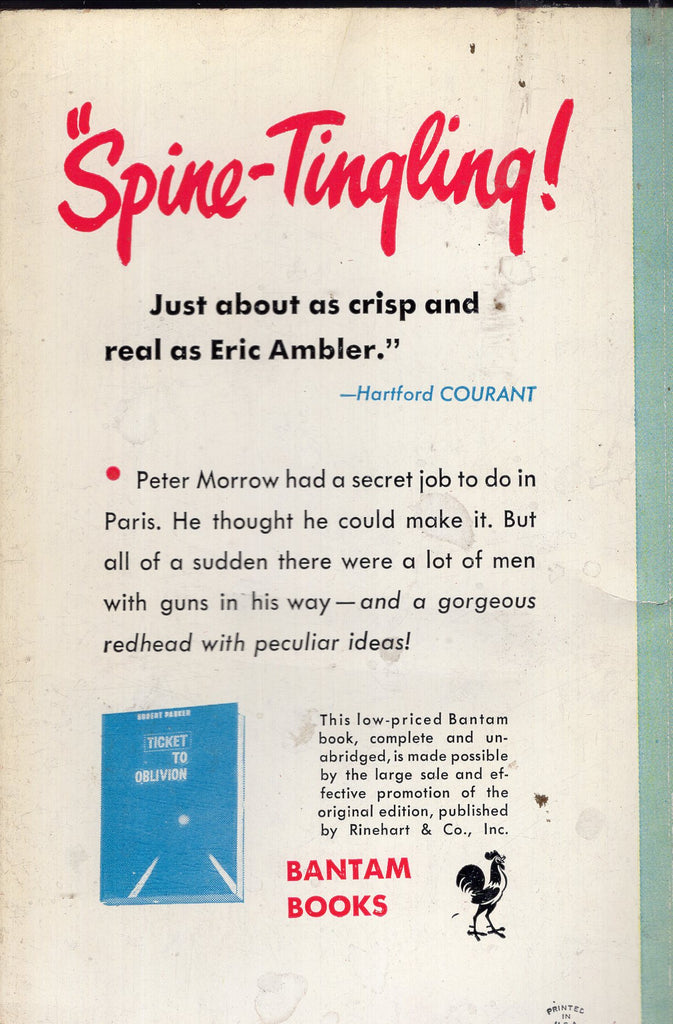 "Spine-Tingling!
Just about as crisp and
real as Eric Ambler."
—Hartford COURANT
• Peter Morrow had a secret job to do in
Paris. He thought he could make it. But
all of a sudden there were a lot of men
with guns in his way—and a gorgeous
redhead with peculiar ideas!
ROBERT PARKER
TICKET
TO
OBLIVION
This low-priced Bantam
book, complete and un-
abridged, is made possible
by the large sale and ef-
fective promotion of the
original edition, published
by Rinehart & Co., Inc.
BANTAM
BOOKS
PRINTED
IN